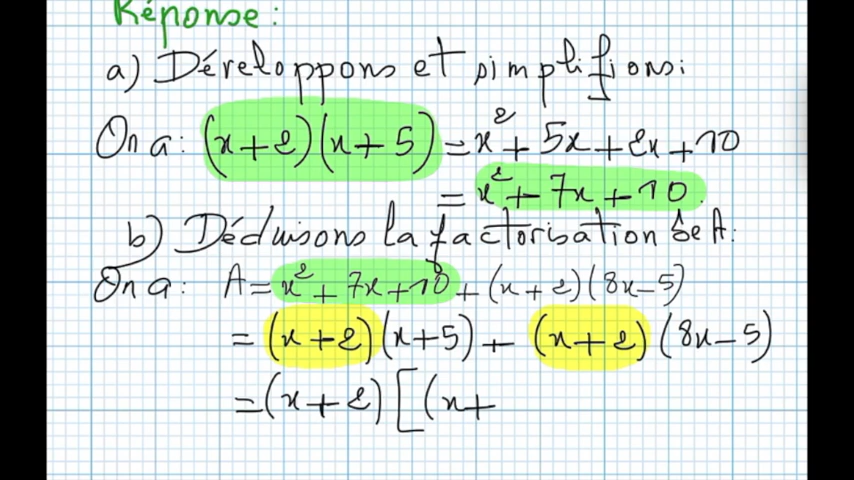 Réponse :
a) Développons et simplifions :
On a : (x+2)(x+5) = x² + 5x + 2x + 10
= x² + 7x + 10.
b) Déduisons la factorisation de A :
On a : A = x² + 7x + 10 + (x+2)(8x-5)
= (x+2)(x+5) + (x+2)(8x-5)
= (x+2)[(x+